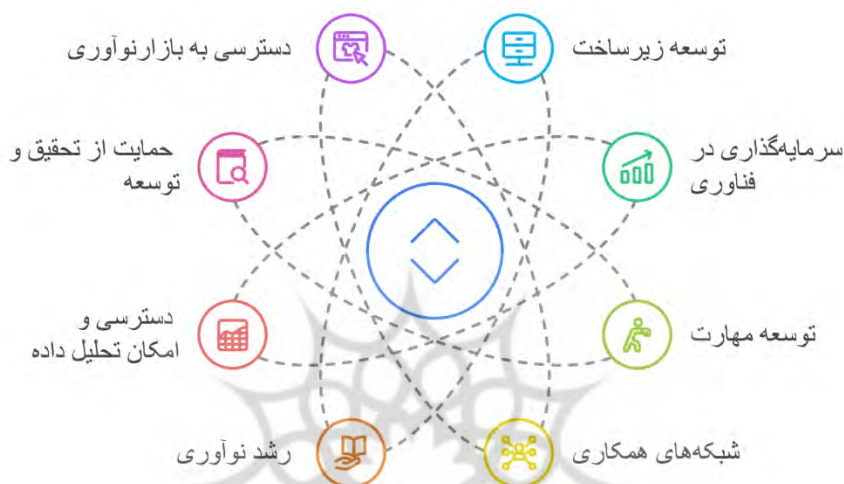 توسعه زیرساخت
دسترسی به بازارنوآوری
سرمایه‌گذاری در
فناوری
حمایت از تحقیق و
توسعه
توسعه مهارت
دسترسی و
امکان تحلیل داده
شبکه‌های همکاری
رشد نوآوری